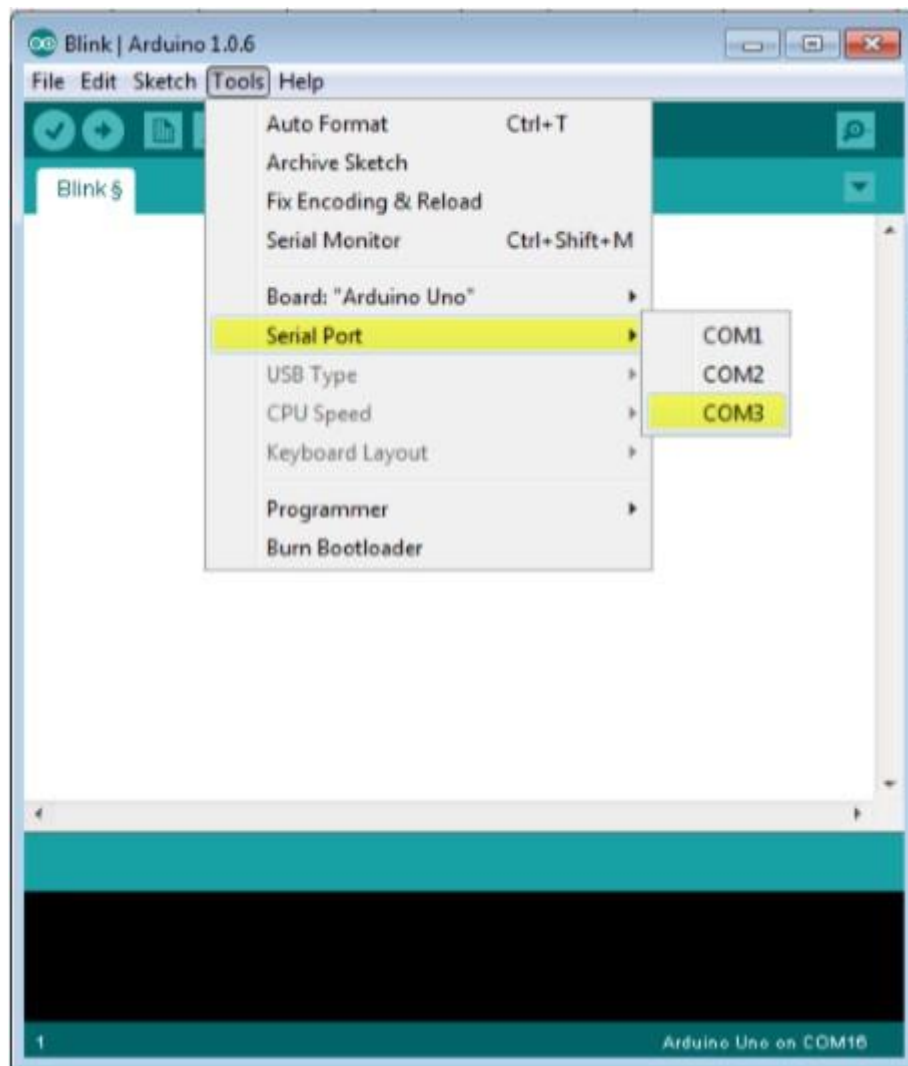 Blink | Arduino 1.0.6
File Edit Sketch Tools Help
Auto Format Ctrl+T
Archive Sketch
Blink §
Fix Encoding & Reload
Serial Monitor Ctrl+Shift+M
Board: "Arduino Uno"
Serial Port COM1
USB Type COM2
CPU Speed COM3
Keyboard Layout
Programmer
Burn Bootloader
1 Arduino Uno on COM16